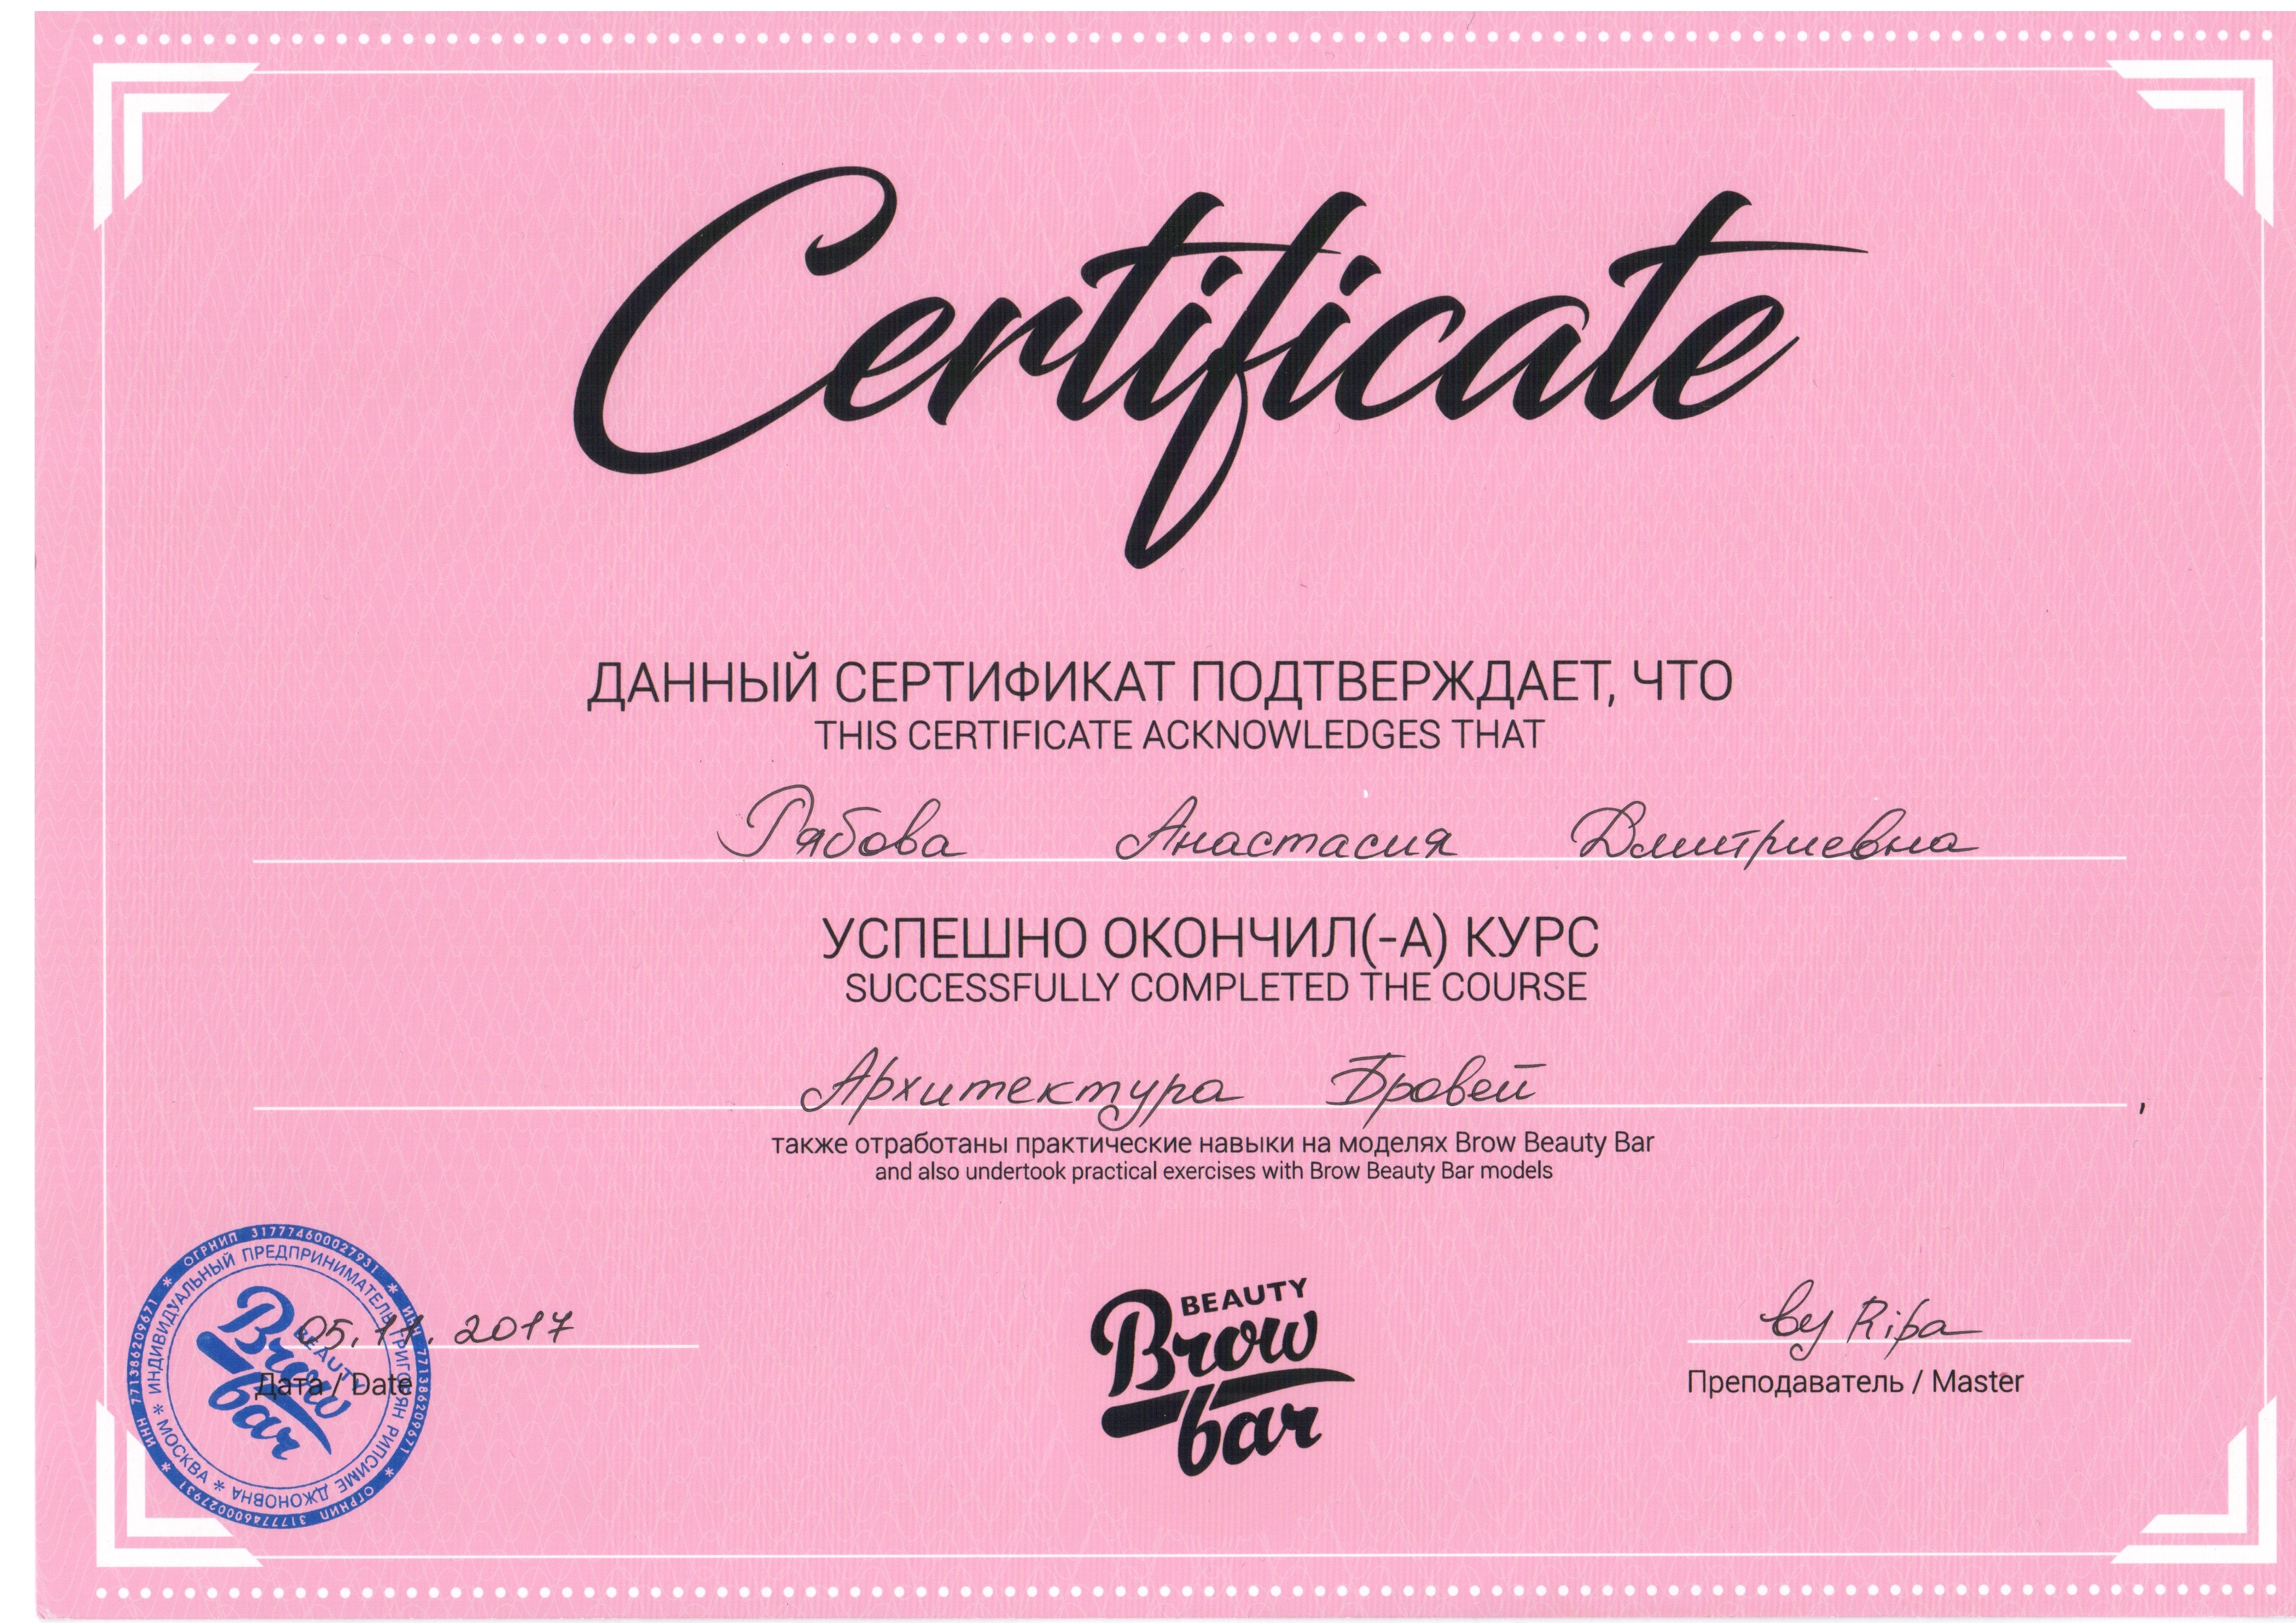 Certificate
ДАННЫЙ СЕРТИФИКАТ ПОДТВЕРЖДАЕТ, ЧТО
THIS CERTIFICATE ACKNOWLEDGES THAT
Рябова Анастасия Дмитриевна
УСПЕШНО ОКОНЧИЛ(-А) КУРС
SUCCESSFULLY COMPLETED THE COURSE
Архитектура Бровей,
также отработаны практические навыки на моделях Brow Beauty Bar
and also undertook practical exercises with Brow Beauty Bar models
* ОГРНИП 317774600027931 * ИНН 771386209671 * ОГРНИП 317774600027931 * ИНН 771386209671
* ИНДИВИДУАЛЬНЫЙ ПРЕДПРИНИМАТЕЛЬ ГРИГОРЯН РИПСИМЕ ДЖОНОВНА * МОСКВА
Brow BEAUTY bar
05.11.2017
Дата / Date
BEAUTY
Brow
bar
by Ripa
Преподаватель / Master